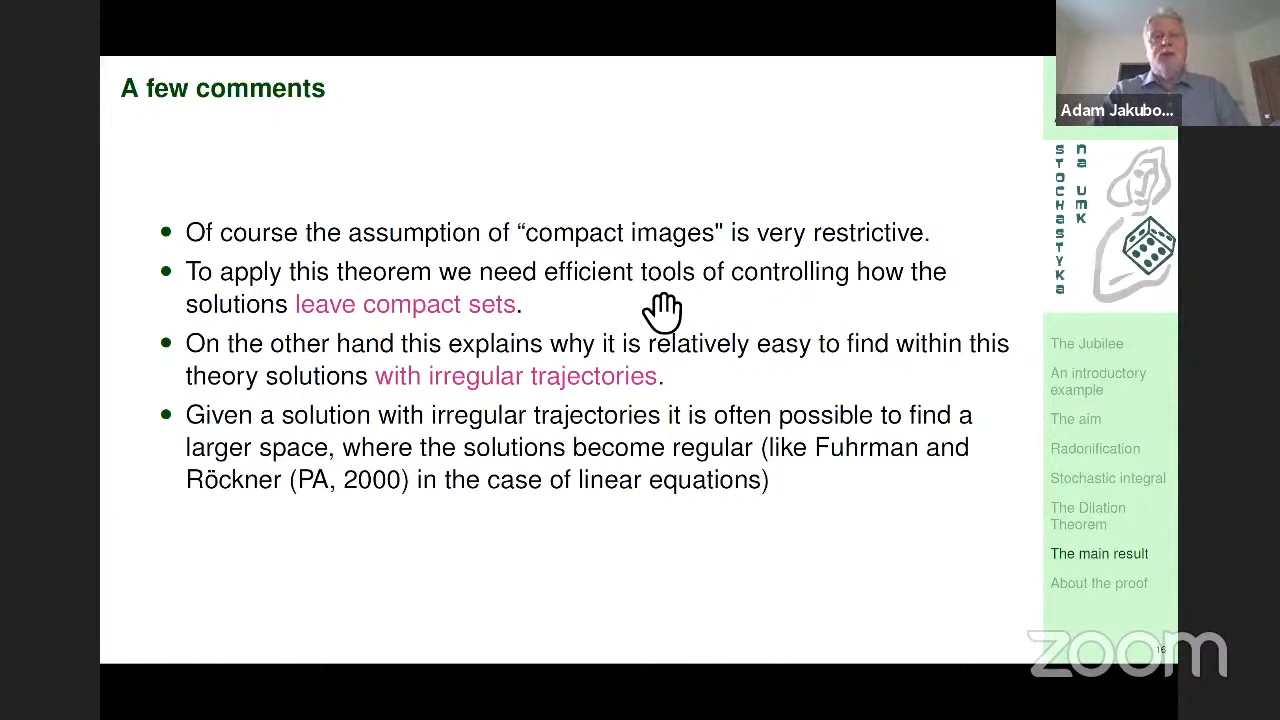 A few comments
Adam Jakubo...
Of course the assumption of “compact images" is very restrictive.
To apply this theorem we need efficient tools of controlling how the
solutions leave compact sets.
On the other hand this explains why it is relatively easy to find within this
theory solutions with irregular trajectories.
Given a solution with irregular trajectories it is often possible to find a
larger space, where the solutions become regular (like Fuhrman and
Röckner (PA, 2000) in the case of linear equations)
STOCHASTYKA
na UMK
The Jubilee
An introductory
example
The aim
Radonification
Stochastic integral
The Dilation
Theorem
The main result
About the proof
16
zoom